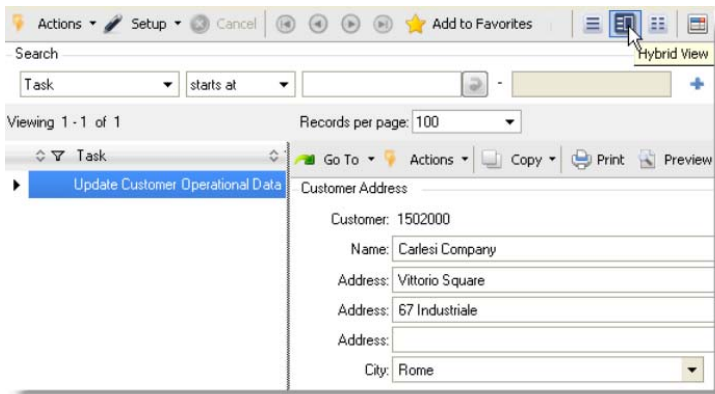 Actions Setup Cancel Add to Favorites
Hybrid View
Search
Task starts at -
Viewing 1 - 1 of 1 Records per page: 100
Task Go To Actions Copy Print Preview
Update Customer Operational Data
Customer Address
Customer: 1502000
Name: Carlesi Company
Address: Vittorio Square
Address: 67 Industriale
Address:
City: Rome